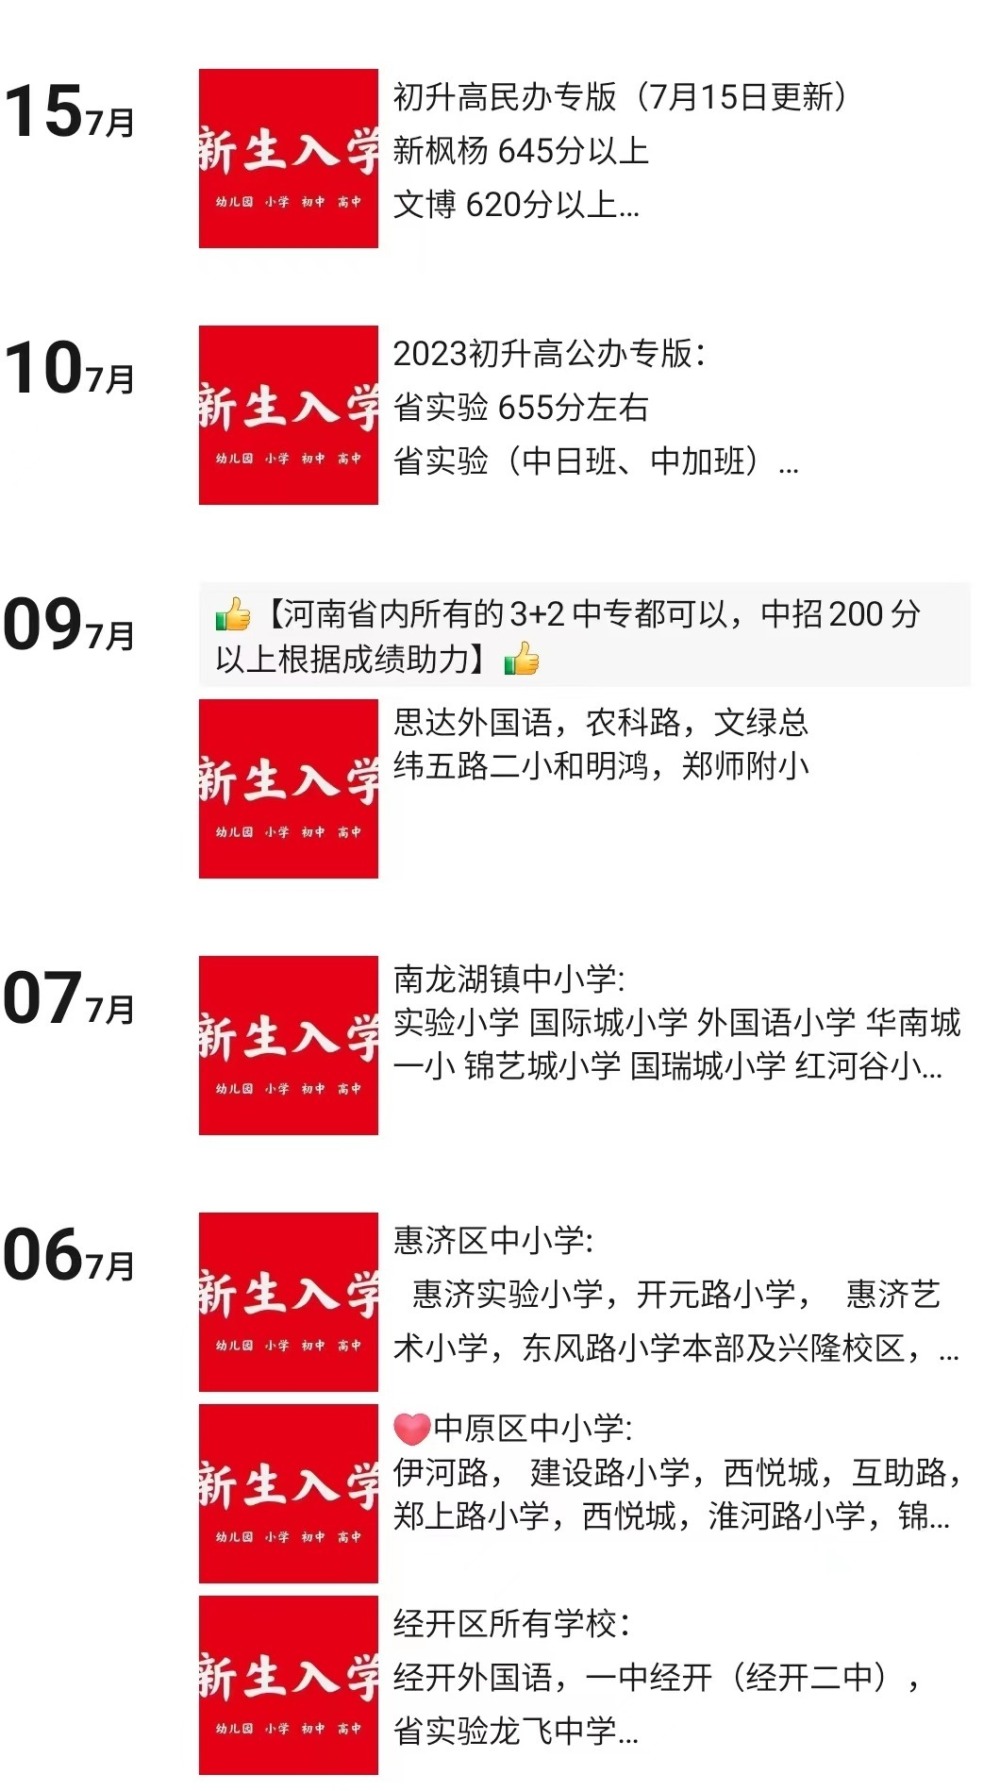 15 7月
新生入学
幼儿园 小学 初中 高中
初升高民办专版（7月15日更新）
新枫杨 645分以上
文博 620分以上...
10 7月
新生入学
幼儿园 小学 初中 高中
2023初升高公办专版：
省实验 655分左右
省实验（中日班、中加班）...
09 7月
👍【河南省内所有的3+2中专都可以，中招200分
以上根据成绩助力】👍
新生入学
幼儿园 小学 初中 高中
思达外国语，农科路，文绿总
纬五路二小和明鸿，郑师附小
07 7月
新生入学
幼儿园 小学 初中 高中
南龙湖镇中小学:
实验小学 国际城小学 外国语小学 华南城
一小 锦艺城小学 国瑞城小学 红河谷小...
06 7月
新生入学
幼儿园 小学 初中 高中
惠济区中小学:
惠济实验小学，开元路小学， 惠济艺
术小学，东风路小学本部及兴隆校区，...
新生入学
幼儿园 小学 初中 高中
❤中原区中小学:
伊河路， 建设路小学，西悦城，互助路，
郑上路小学，西悦城，淮河路小学，锦...
新生入学
幼儿园 小学 初中 高中
经开区所有学校：
经开外国语，一中经开（经开二中），
省实验龙飞中学...